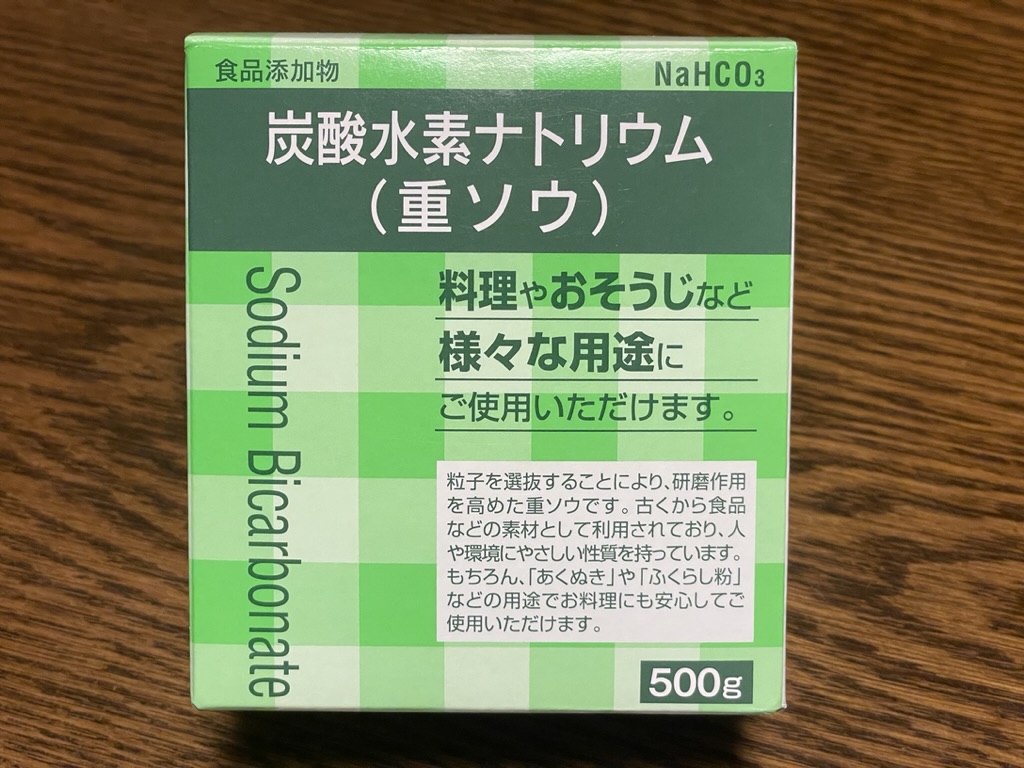 食品添加物
NaHCO3
炭酸水素ナトリウム
(重ソウ)
Sodium Bicarbonate
料理やおそうじなど
様々な用途に
ご使用いただけます。
粒子を選抜することにより、研磨作用
を高めた重ソウです。古くから食品
などの素材として利用されており、人
や環境にやさしい性質を持っています。
もちろん、「あくぬき」や「ふくらし粉」
などの用途でお料理にも安心してご
使用いただけます。
500g